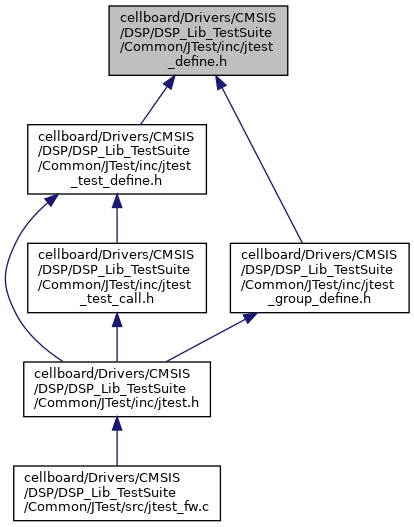 cellboard/Drivers/CMSIS
/DSP/DSP_Lib_TestSuite
/Common/JTest/inc/jtest
_define.h
cellboard/Drivers/CMSIS
/DSP/DSP_Lib_TestSuite
/Common/JTest/inc/jtest
_test_define.h
cellboard/Drivers/CMSIS
/DSP/DSP_Lib_TestSuite
/Common/JTest/inc/jtest
_test_call.h
cellboard/Drivers/CMSIS
/DSP/DSP_Lib_TestSuite
/Common/JTest/inc/jtest
_group_define.h
cellboard/Drivers/CMSIS
/DSP/DSP_Lib_TestSuite
/Common/JTest/inc/jtest.h
cellboard/Drivers/CMSIS
/DSP/DSP_Lib_TestSuite
/Common/JTest/src/jtest_fw.c